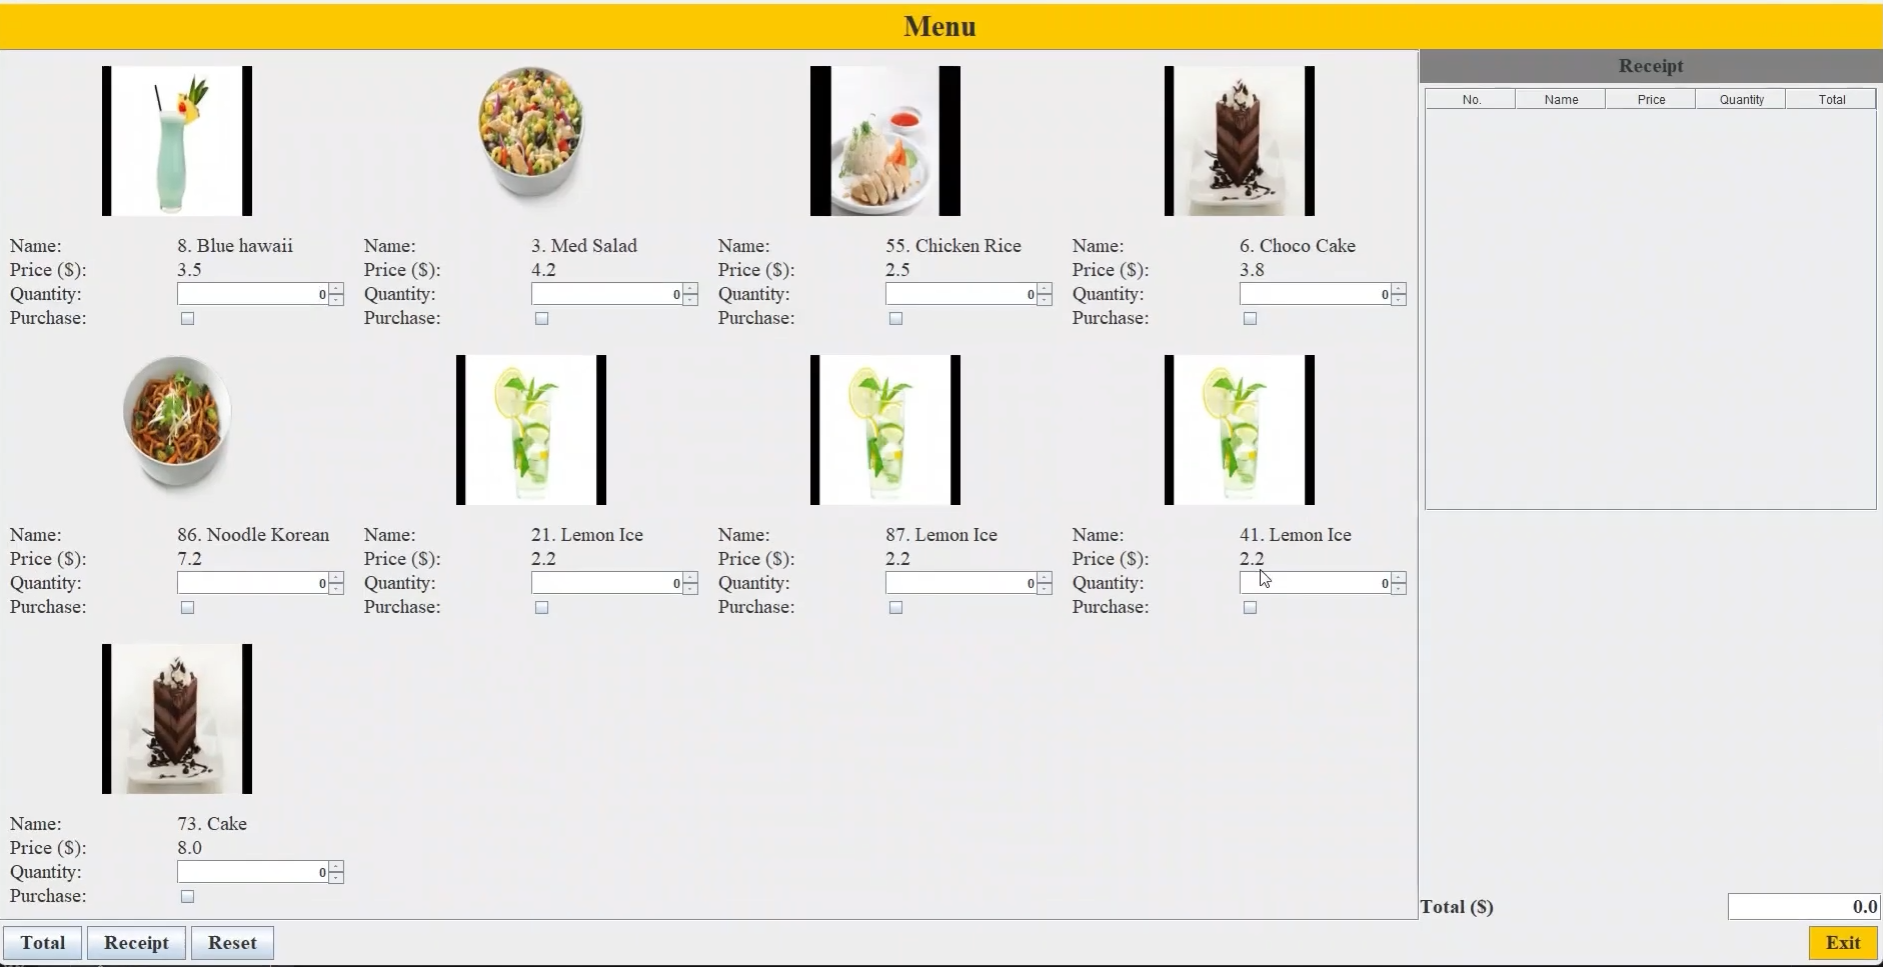 Menu
Receipt
No. Name Price Quantity Total
Name: 8. Blue hawaii Name: 3. Med Salad Name: 55. Chicken Rice Name: 6. Choco Cake
Price ($): 3.5 Price ($): 4.2 Price ($): 2.5 Price ($): 3.8
Quantity: 0 Quantity: 0 Quantity: 0 Quantity: 0
Purchase: Purchase: Purchase: Purchase:
Name: 86. Noodle Korean Name: 21. Lemon Ice Name: 87. Lemon Ice Name: 41. Lemon Ice
Price ($): 7.2 Price ($): 2.2 Price ($): 2.2 Price ($): 2.2
Quantity: 0 Quantity: 0 Quantity: 0 Quantity: 0
Purchase: Purchase: Purchase: Purchase:
Name: 73. Cake
Price ($): 8.0
Quantity: 0
Purchase:
Total ($) 0.0
Total Receipt Reset Exit